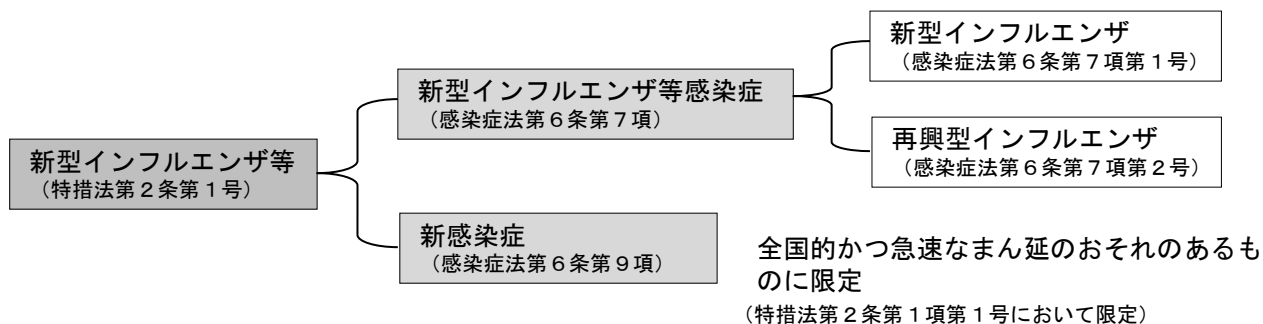 新型インフルエンザ等
（特措法第２条第１号）
新型インフルエンザ等感染症
（感染症法第６条第７項）
新型インフルエンザ
（感染症法第６条第７項第１号）
再興型インフルエンザ
（感染症法第６条第７項第２号）
新感染症
（感染症法第６条第９項）
全国的かつ急速なまん延のおそれのあるも
のに限定
（特措法第２条第１項第１号において限定）